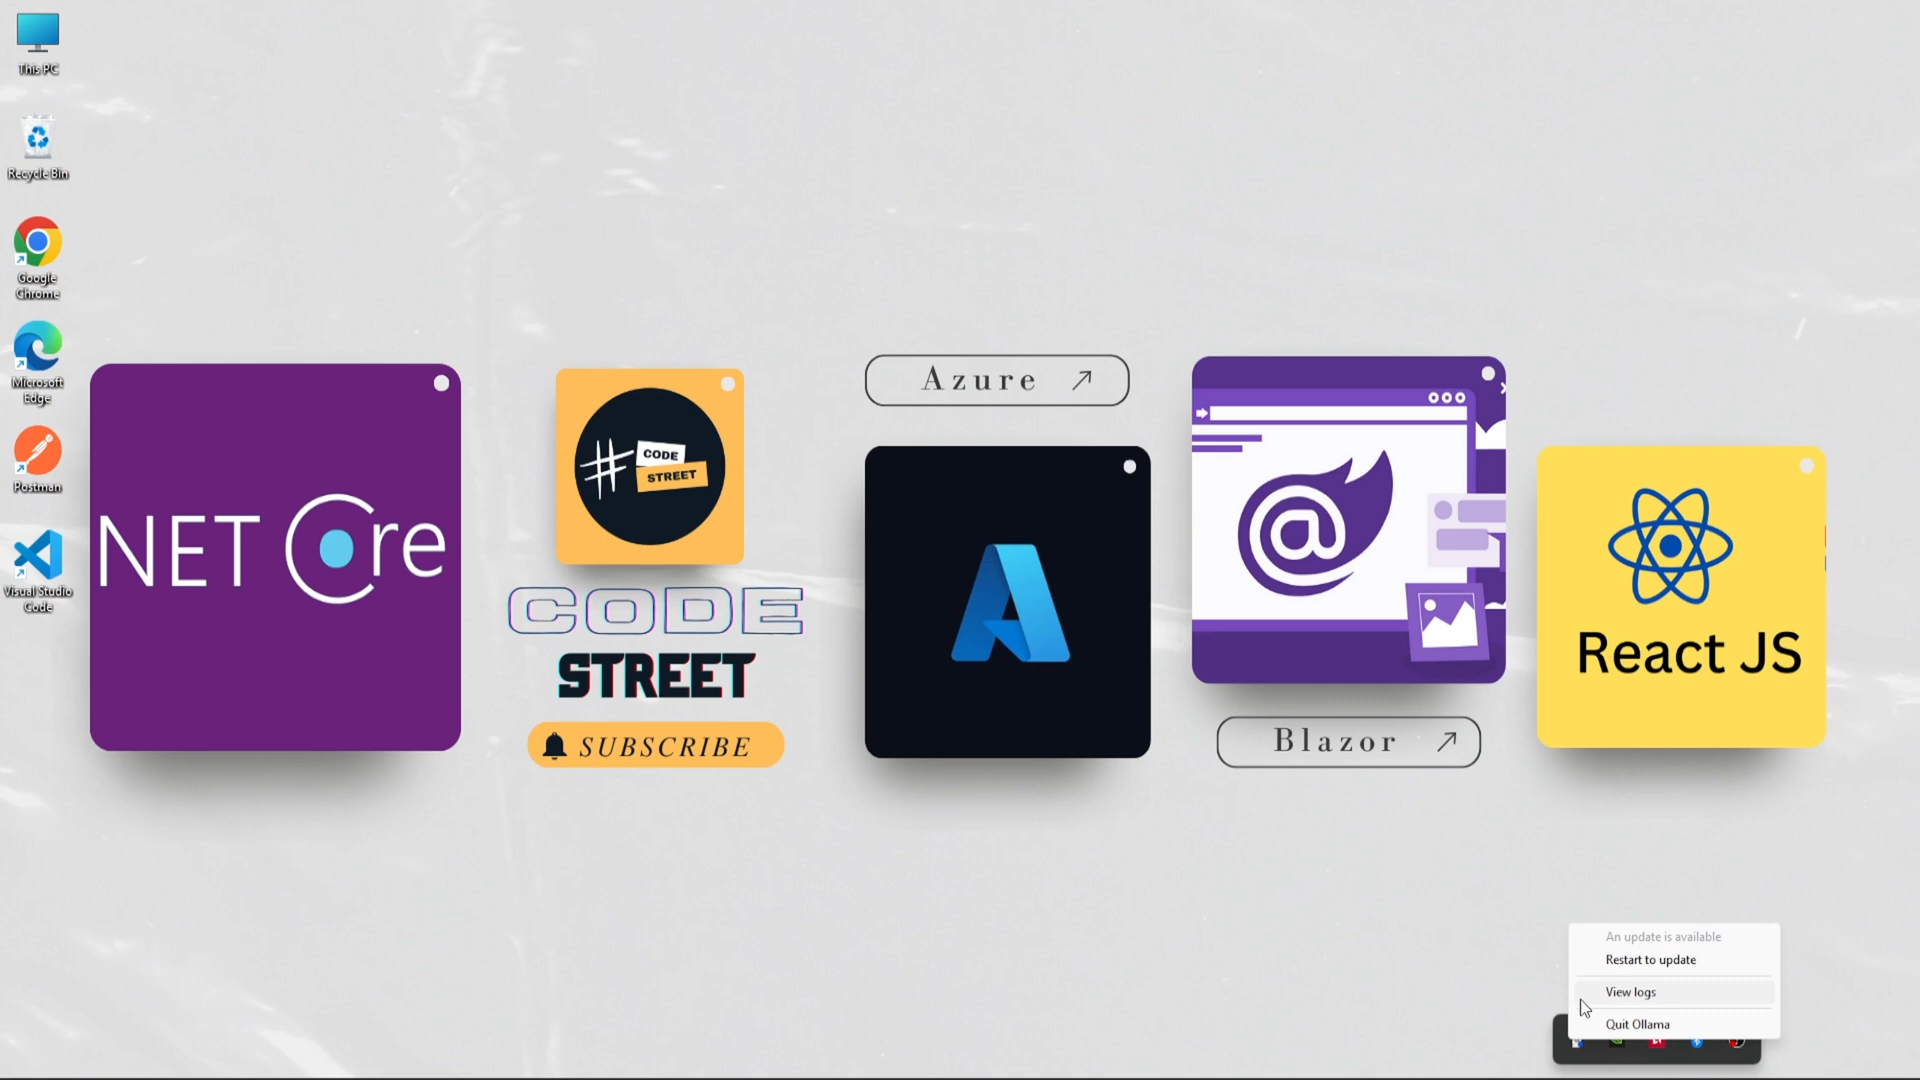 This PC
Recycle Bin
Google
Chrome
Microsoft
Edge
Postman
Visual Studio
Code
NET Core
CODE
STREET
CODE
STREET
SUBSCRIBE
Azure
Blazor
React JS
An update is available
Restart to update
View logs
Quit Ollama